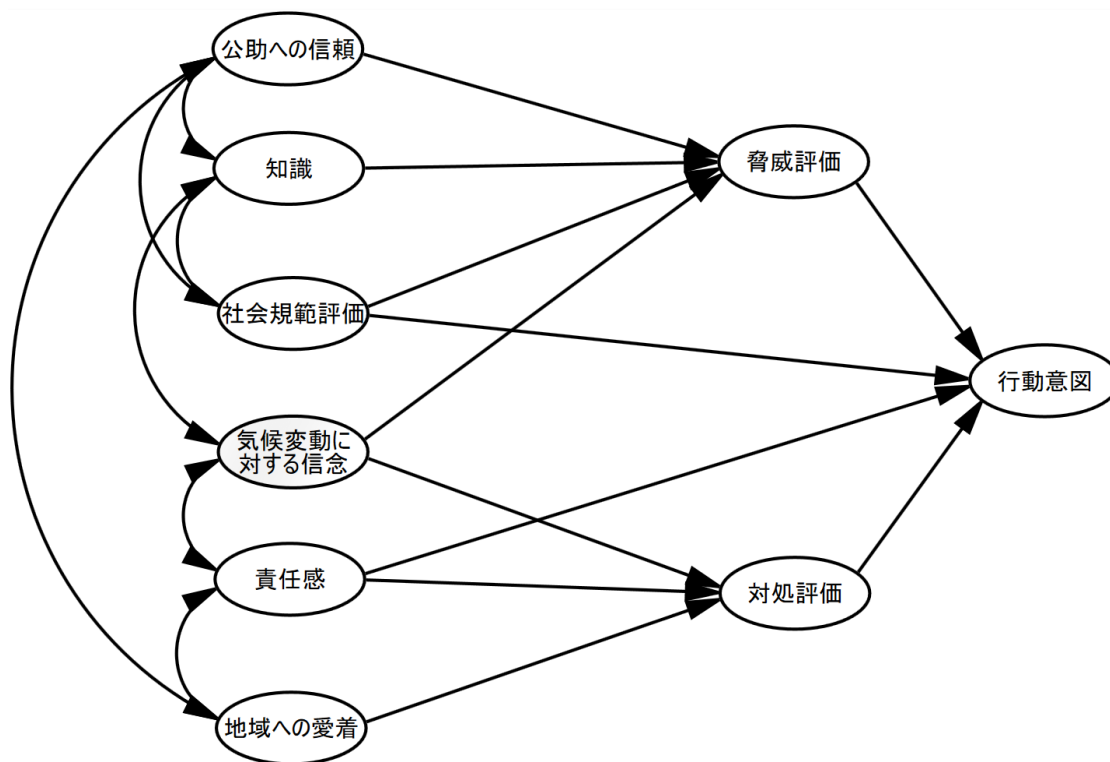 公助への信頼
知識
社会規範評価
気候変動に
対する信念
責任感
地域への愛着
脅威評価
対処評価
行動意図